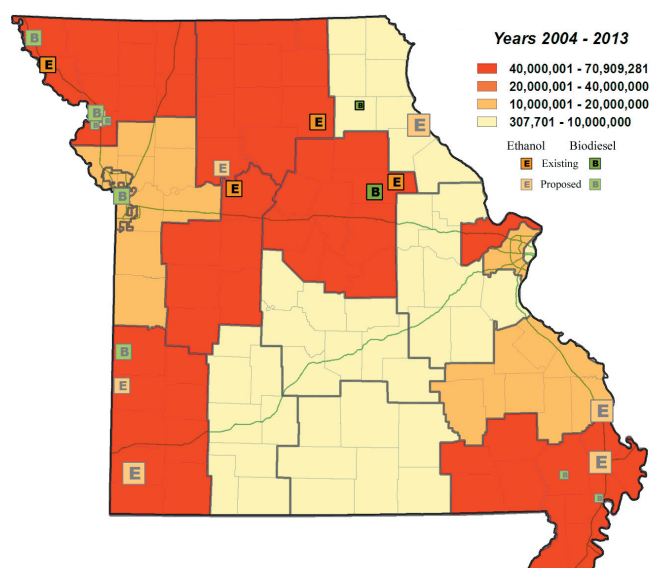 Years 2004 - 2013
40,000,001 - 70,909,281
20,000,001 - 40,000,000
10,000,001 - 20,000,000
307,701 - 10,000,000
Ethanol Biodiesel
E Existing B
E Proposed B
B
E
B
E
B
E
E
E
B
E
E
B
B
E
E
E
E
B
B